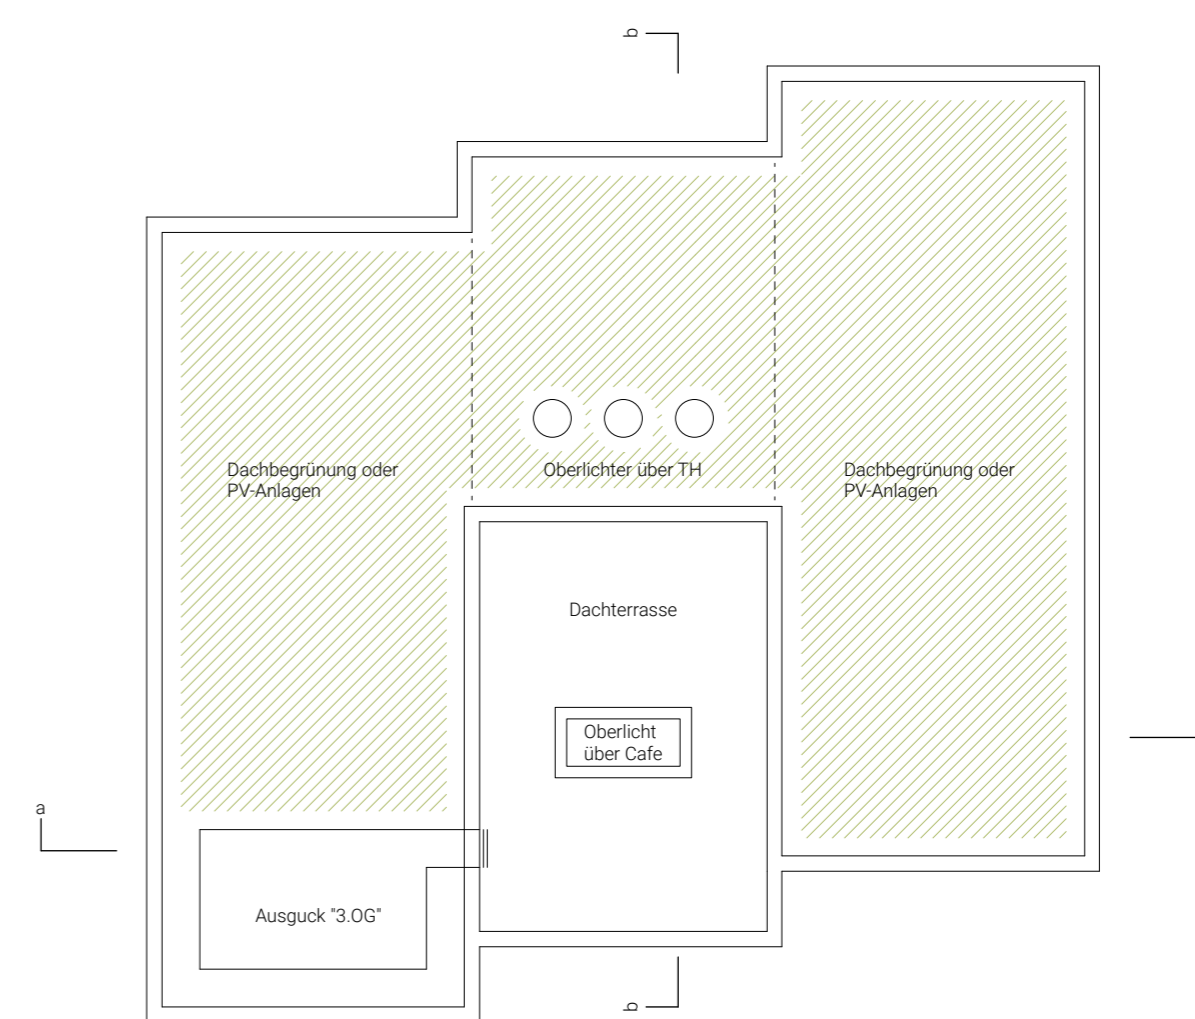 b
Dachbegrünung oder
PV-Anlagen
Oberlichter über TH
Dachbegrünung oder
PV-Anlagen
Dachterrasse
Oberlicht
über Cafe
a
Ausguck "3.OG"
b